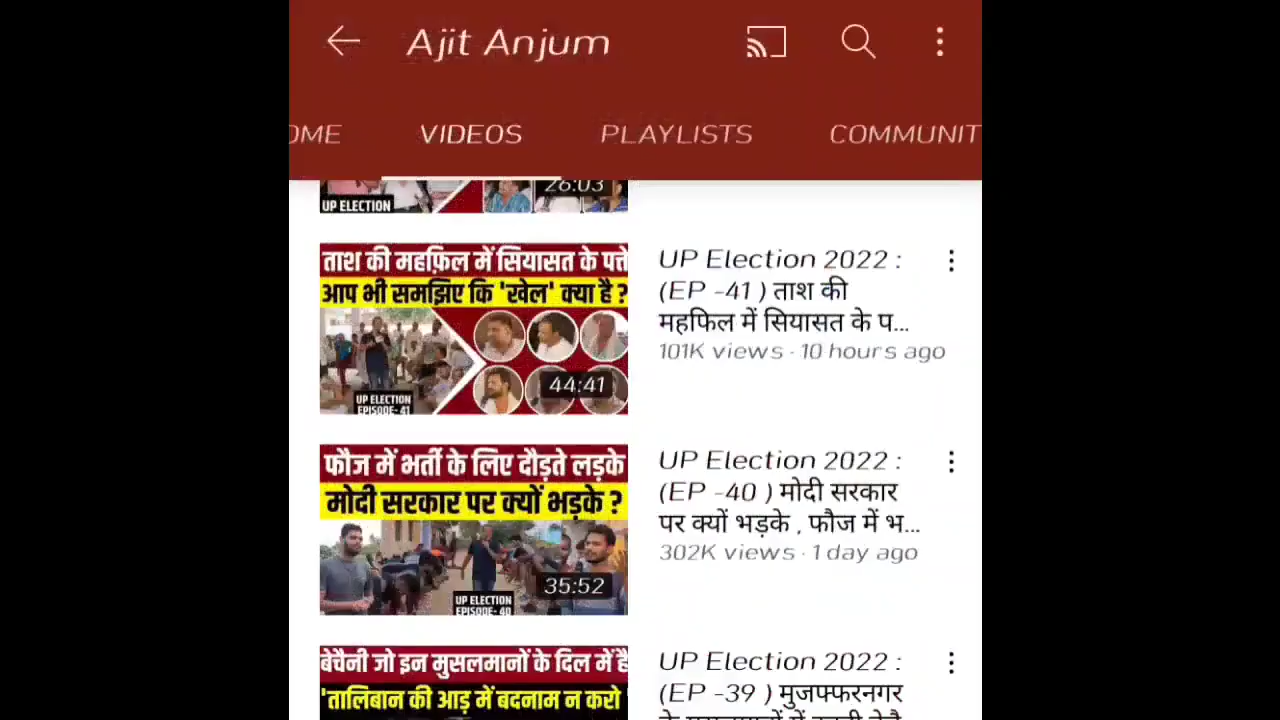 Ajit Anjum
OME VIDEOS PLAYLISTS COMMUNIT
26:03
UP ELECTION
ताश की महफ़िल में सियासत के पत्ते
आप भी समझिए कि 'खेल' क्या है ?
44:41
UP ELECTION
EPISODE- 41
UP Election 2022 :
(EP -41 ) ताश की
महफिल में सियासत के प...
101K views · 10 hours ago
फौज में भर्ती के लिए दौड़ते लड़के
मोदी सरकार पर क्यों भड़के ?
35:52
UP ELECTION
EPISODE- 40
UP Election 2022 :
(EP -40 ) मोदी सरकार
पर क्यों भड़के , फौज में भ...
302K views · 1 day ago
बेचैनी जो इन मुसलमानों के दिल में है
'तालिबान की आड़ में बदनाम न करो '
UP Election 2022 :
(EP -39 ) मुजफ्फरनगर